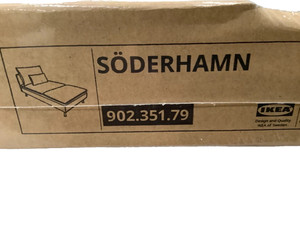 SÖDERHAMN
902.351.79
IKEA
Design and Quality
IKEA of Sweden